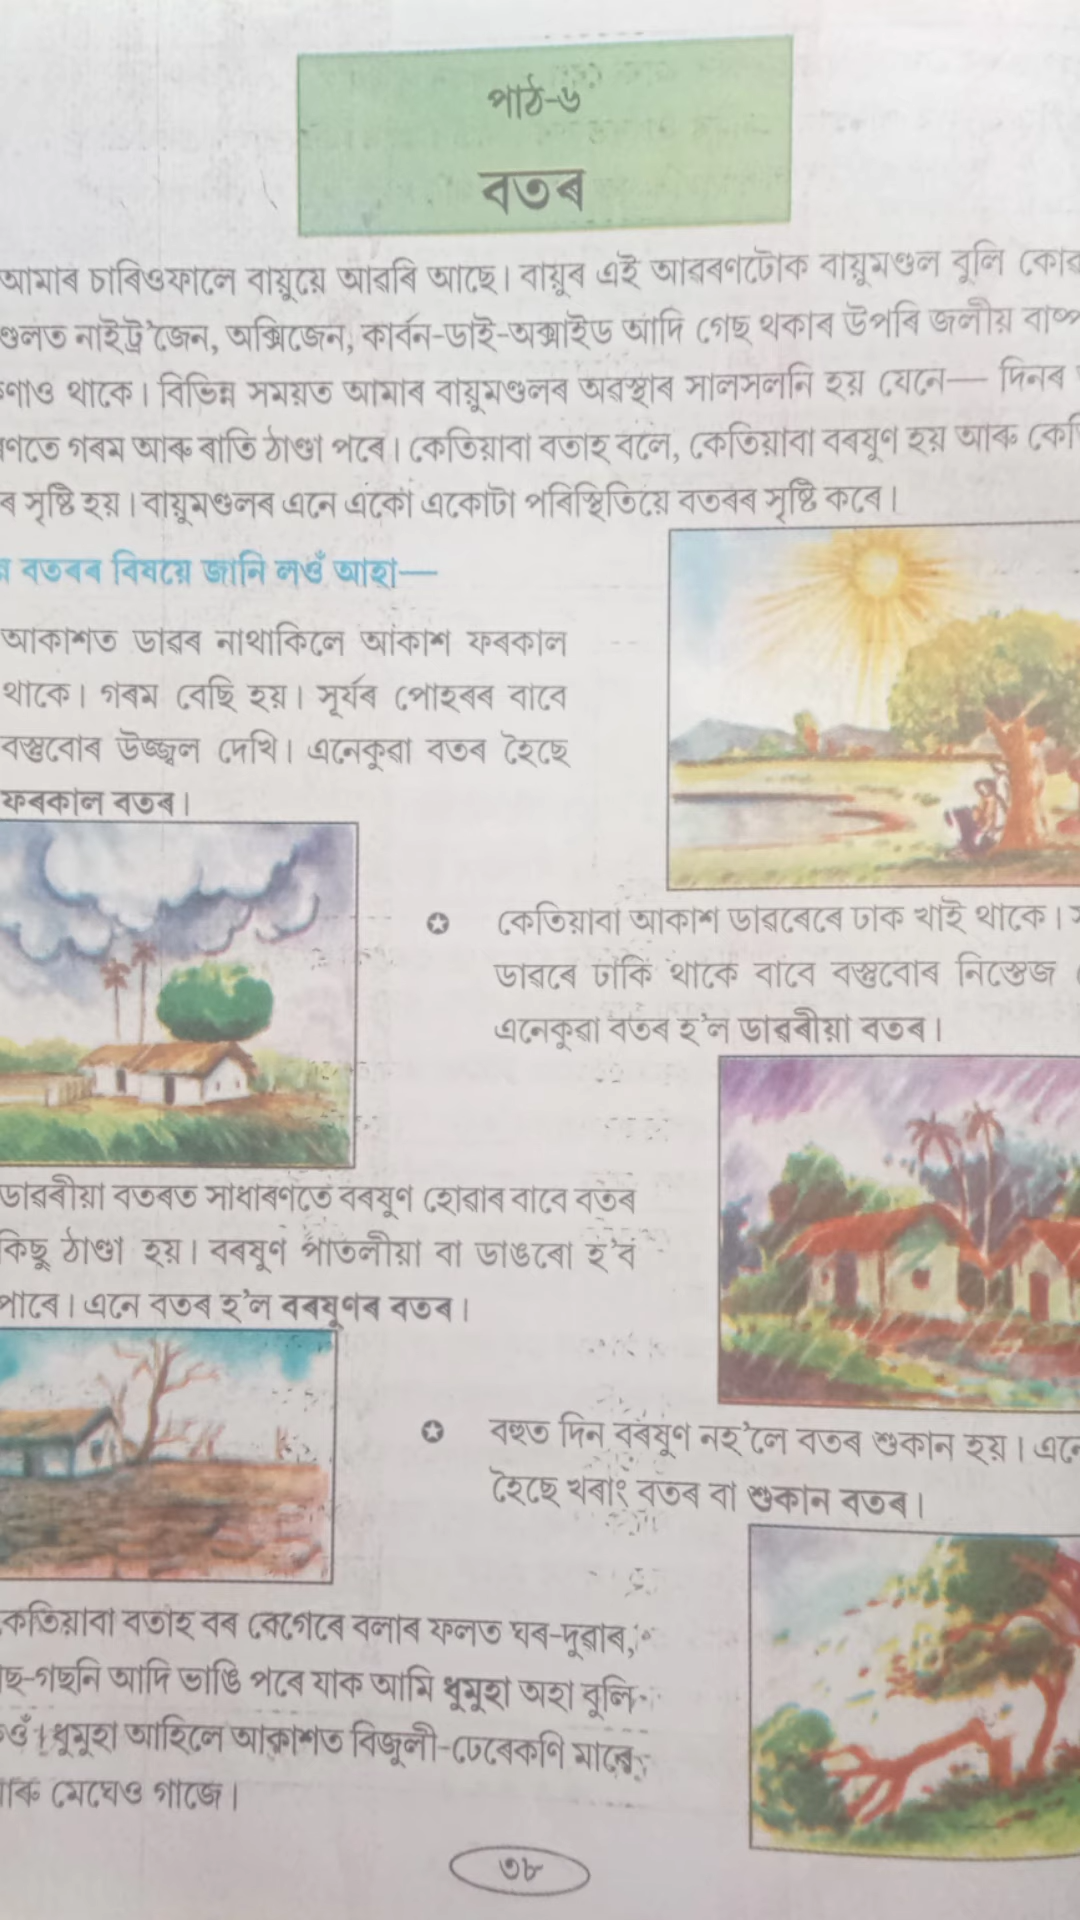 পাঠ-৬
বতৰ
আমাৰ চাৰিওফালে বায়ুয়ে আৱৰি আছে। বায়ুৰ এই আৱৰণটোক বায়ুমণ্ডল বুলি
নাইট্ৰ'জেন, অক্সিজেন, কাৰ্বন-ডাই-অক্সাইড আদি গেছ থকাৰ উপৰি জলীয় বাষ্প
থাকে। বিভিন্ন সময়ত আমাৰ বায়ুমণ্ডলৰ অৱস্থাৰ সালসলনি হয় যেনে— দিনৰ
গৰম আৰু ৰাতি ঠাণ্ডা পৰে। কেতিয়াবা বতাহ বলে, কেতিয়াবা বৰষুণ হয় আৰু
সৃষ্টি হয়। বায়ুমণ্ডলৰ এনে একো একোটা পৰিস্থিতিয়ে বতৰৰ সৃষ্টি কৰে।
বতৰৰ বিষয়ে জানি লওঁ আহা—
আকাশত ডাৱৰ নাথাকিলে আকাশ ফৰকাল
থাকে। গৰম বেছি হয়। সূৰ্যৰ পোহৰৰ বাবে
বস্তুবোৰ উজ্জ্বল দেখি। এনেকুৱা বতৰ হৈছে
ফৰকাল বতৰ।
✪ কেতিয়াবা আকাশ ডাৱৰেৰে ঢাক খাই থাকে।
ডাৱৰে ঢাকি থাকে বাবে বস্তুবোৰ নিস্তেজ
এনেকুৱা বতৰ হ'ল ডাৱৰীয়া বতৰ।
ডাৱৰীয়া বতৰত সাধাৰণতে বৰষুণ হোৱাৰ বাবে বতৰ
কিছু ঠাণ্ডা হয়। বৰষুণ পাতলীয়া বা ডাঙৰো হ'ব
পাৰে। এনে বতৰ হ'ল বৰষুণৰ বতৰ।
✪ বহুত দিন বৰষুণ নহ'লে বতৰ শুকান হয়।
হৈছে খৰাং বতৰ বা শুকান বতৰ।
কেতিয়াবা বতাহ বৰ বেগেৰে বলাৰ ফলত ঘৰ-দুৱাৰ,
গছ-গছনি আদি ভাঙি পৰে যাক আমি ধুমুহা অহা বুলি
ধুমুহা আহিলে আকাশত বিজুলী-ঢেৰেকণি মাৰে
আৰু মেঘেও গাজে।
৩৮